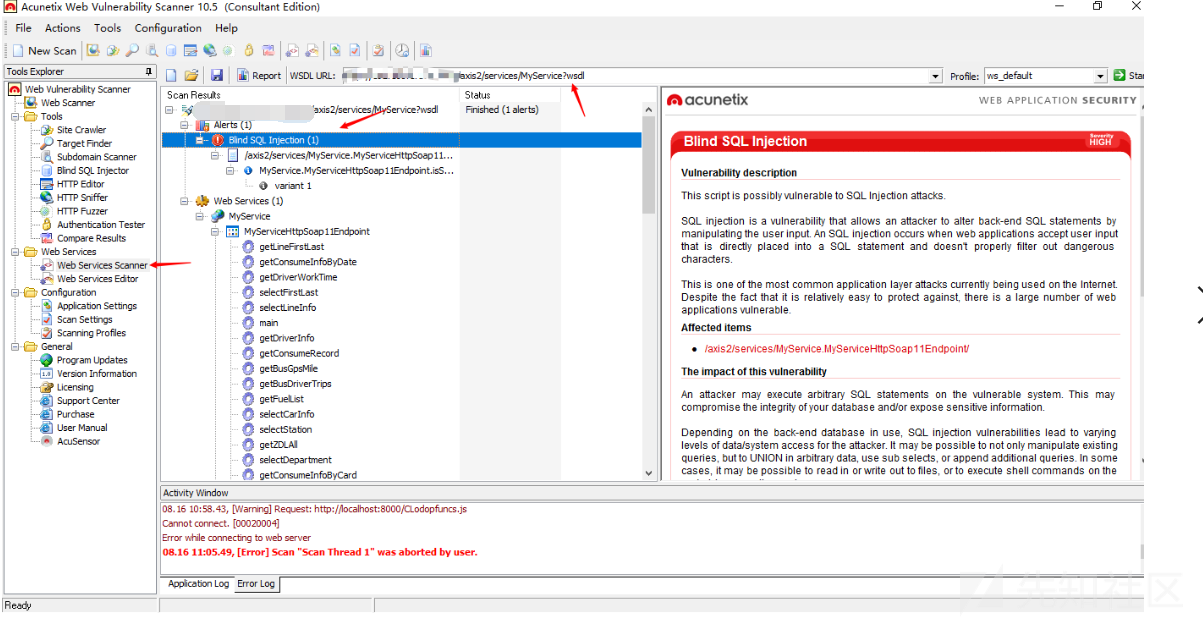 Acunetix Web Vulnerability Scanner 10.5 (Consultant Edition)
File Actions Tools Configuration Help
New Scan
Tools Explorer
Report WSDL URL: axis2/services/MyService?wsdl Profile: ws_default
Web Vulnerability Scanner
Web Scanner
Tools
Site Crawler
Target Finder
Subdomain Scanner
Blind SQL Injector
HTTP Editor
HTTP Sniffer
HTTP Fuzzer
Authentication Tester
Compare Results
Web Services
Web Services Scanner
Web Services Editor
Configuration
Application Settings
Scan Settings
Scanning Profiles
General
Program Updates
Version Information
Licensing
Support Center
Purchase
User Manual
AcuSensor
Scan Results Status
/axis2/services/MyService?wsdl Finished (1 alerts)
Alerts (1)
Blind SQL Injection (1)
/axis2/services/MyService.MyServiceHttpSoap11...
MyService.MyServiceHttpSoap11Endpoint.isS...
variant 1
Web Services (1)
MyService
MyServiceHttpSoap11Endpoint
getLineFirstLast
getConsumeInfoByDate
getDriverWorkTime
selectFirstLast
selectLineInfo
main
getDriverInfo
getConsumeRecord
getBusGpsMile
getBusDriverTrips
getFuelList
selectCarInfo
selectStation
getZDLAll
selectDepartment
getConsumeInfoByCard
acunetix WEB APPLICATION SECURITY
Blind SQL Injection
Severity
HIGH
Vulnerability description
This script is possibly vulnerable to SQL Injection attacks.
SQL injection is a vulnerability that allows an attacker to alter back-end SQL statements by
manipulating the user input. An SQL injection occurs when web applications accept user input
that is directly placed into a SQL statement and doesn't properly filter out dangerous
characters.
This is one of the most common application layer attacks currently being used on the Internet.
Despite the fact that it is relatively easy to protect against, there is a large number of web
applications vulnerable.
Affected items
/axis2/services/MyService.MyServiceHttpSoap11Endpoint/
The impact of this vulnerability
An attacker may execute arbitrary SQL statements on the vulnerable system. This may
compromise the integrity of your database and/or expose sensitive information.
Depending on the back-end database in use, SQL injection vulnerabilities lead to varying
levels of data/system access for the attacker. It may be possible to not only manipulate existing
queries, but to UNION in arbitrary data, use sub selects, or append additional queries. In some
cases, it may be possible to read in or write out to files, or to execute shell commands on the
Activity Window
08.16 10:58.43, [Warning] Request: http://localhost:8000/CLodopfuncs.js
Cannot connect. [00020004]
Error while connecting to web server
08.16 11:05.49, [Error] Scan "Scan Thread 1" was aborted by user.
Application Log Error Log
Ready
先知社区